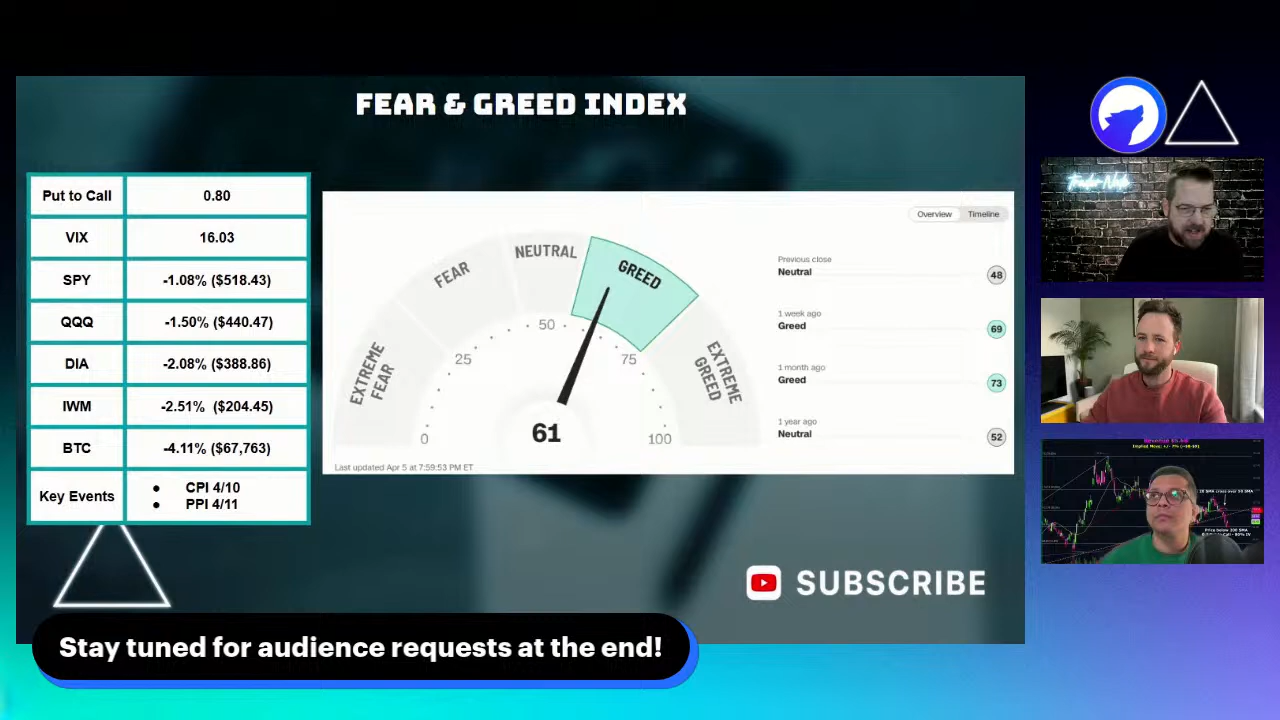 FEAR & GREED INDEX
Put to Call 0.80
VIX 16.03
SPY -1.08% ($518.43)
QQQ -1.50% ($440.47)
DIA -2.08% ($388.86)
IWM -2.51% ($204.45)
BTC -4.11% ($67,763)
Key Events
● CPI 4/10
● PPI 4/11
Overview Timeline
EXTREME FEAR
FEAR
NEUTRAL
GREED
EXTREME GREED
0
25
50
75
100
61
Last updated Apr 5 at 7:59:53 PM ET
Previous close
Neutral 48
1 week ago
Greed 69
1 month ago
Greed 73
1 year ago
Neutral 52
SUBSCRIBE
Stay tuned for audience requests at the end!
Price below 200 SMA